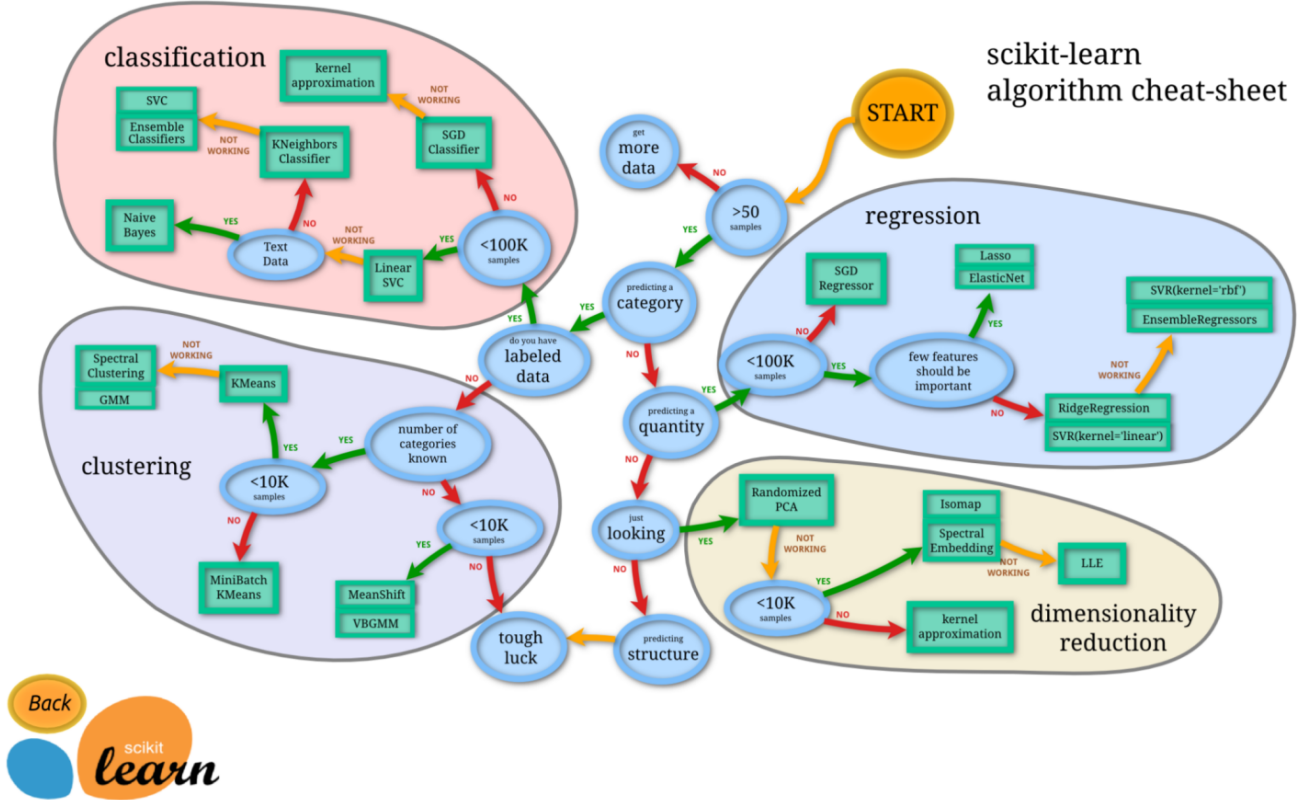 scikit-learn
algorithm cheat-sheet
START
get
more
data
NO
>50
samples
YES
predicting a
category
YES
NO
do you have
labeled
data
YES
NO
predicting a
quantity
YES
NO
just
looking
YES
NO
predicting
structure
tough
luck
classification
kernel
approximation
NOT
WORKING
SGD
Classifier
NO
<100K
samples
YES
Linear
SVC
NOT
WORKING
Text
Data
YES
Naive
Bayes
NO
KNeighbors
Classifier
NOT
WORKING
SVC
Ensemble
Classifiers
regression
SGD
Regressor
NO
<100K
samples
YES
few features
should be
important
YES
Lasso
ElasticNet
NO
RidgeRegression
SVR(kernel='linear')
NOT
WORKING
SVR(kernel='rbf')
EnsembleRegressors
clustering
number of
categories
known
YES
NO
<10K
samples
YES
KMeans
NOT
WORKING
Spectral
Clustering
GMM
NO
MiniBatch
KMeans
<10K
samples
YES
MeanShift
VBGMM
NO
dimensionality
reduction
Randomized
PCA
NOT
WORKING
<10K
samples
YES
Isomap
Spectral
Embedding
NOT
WORKING
LLE
NO
kernel
approximation
Back
scikit
learn